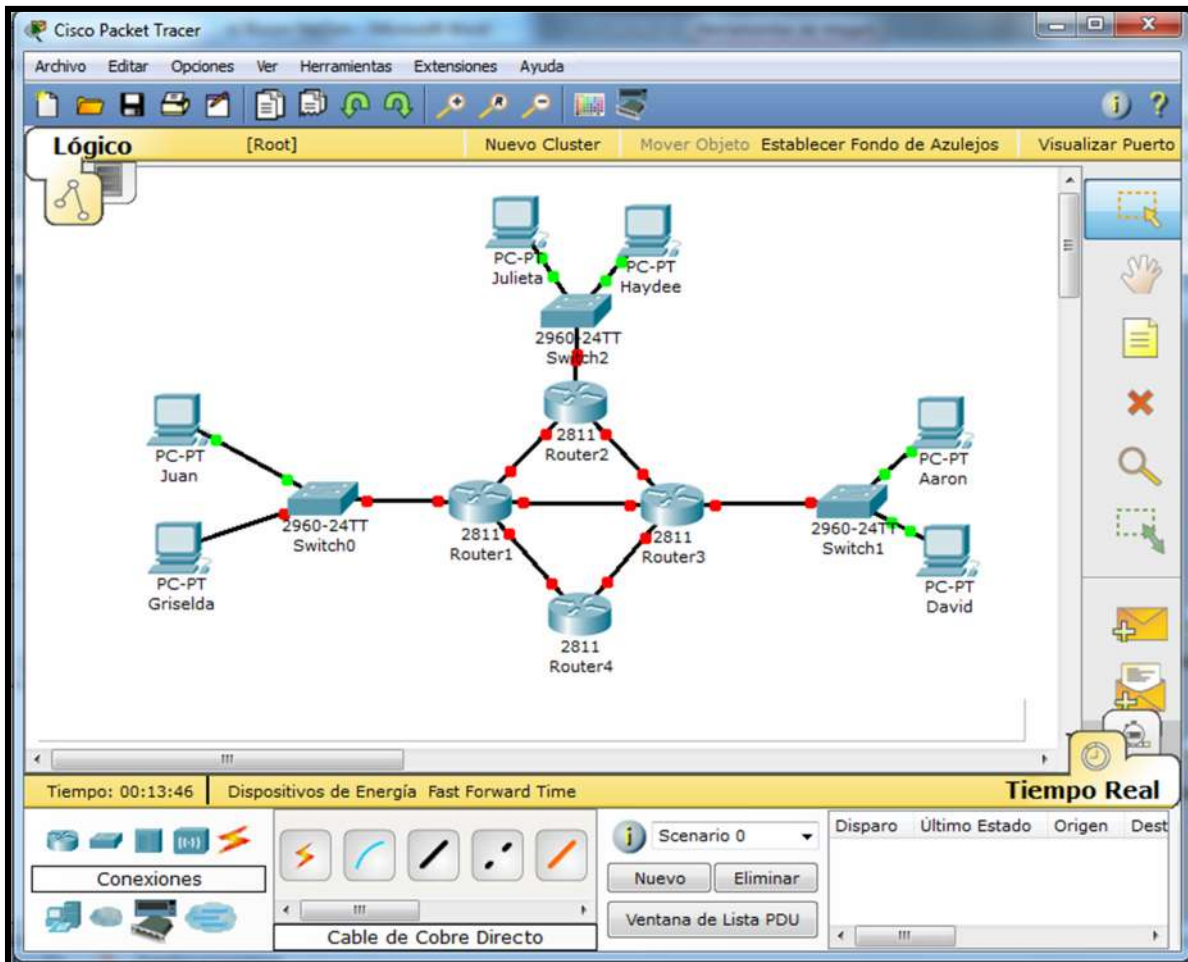 Cisco Packet Tracer
Archivo Editar Opciones Ver Herramientas Extensiones Ayuda
Lógico [Root] Nuevo Cluster Mover Objeto Establecer Fondo de Azulejos Visualizar Puerto
PC-PT
Julieta
PC-PT
Haydee
2960-24TT
Switch2
2811
Router2
PC-PT
Juan
PC-PT
Griselda
2960-24TT
Switch0
2811
Router1
2811
Router3
2960-24TT
Switch1
PC-PT
Aaron
PC-PT
David
2811
Router4
Tiempo: 00:13:46 Dispositivos de Energía Fast Forward Time Tiempo Real
Conexiones
Cable de Cobre Directo
Scenario 0
Nuevo Eliminar
Ventana de Lista PDU
Disparo Último Estado Origen Dest